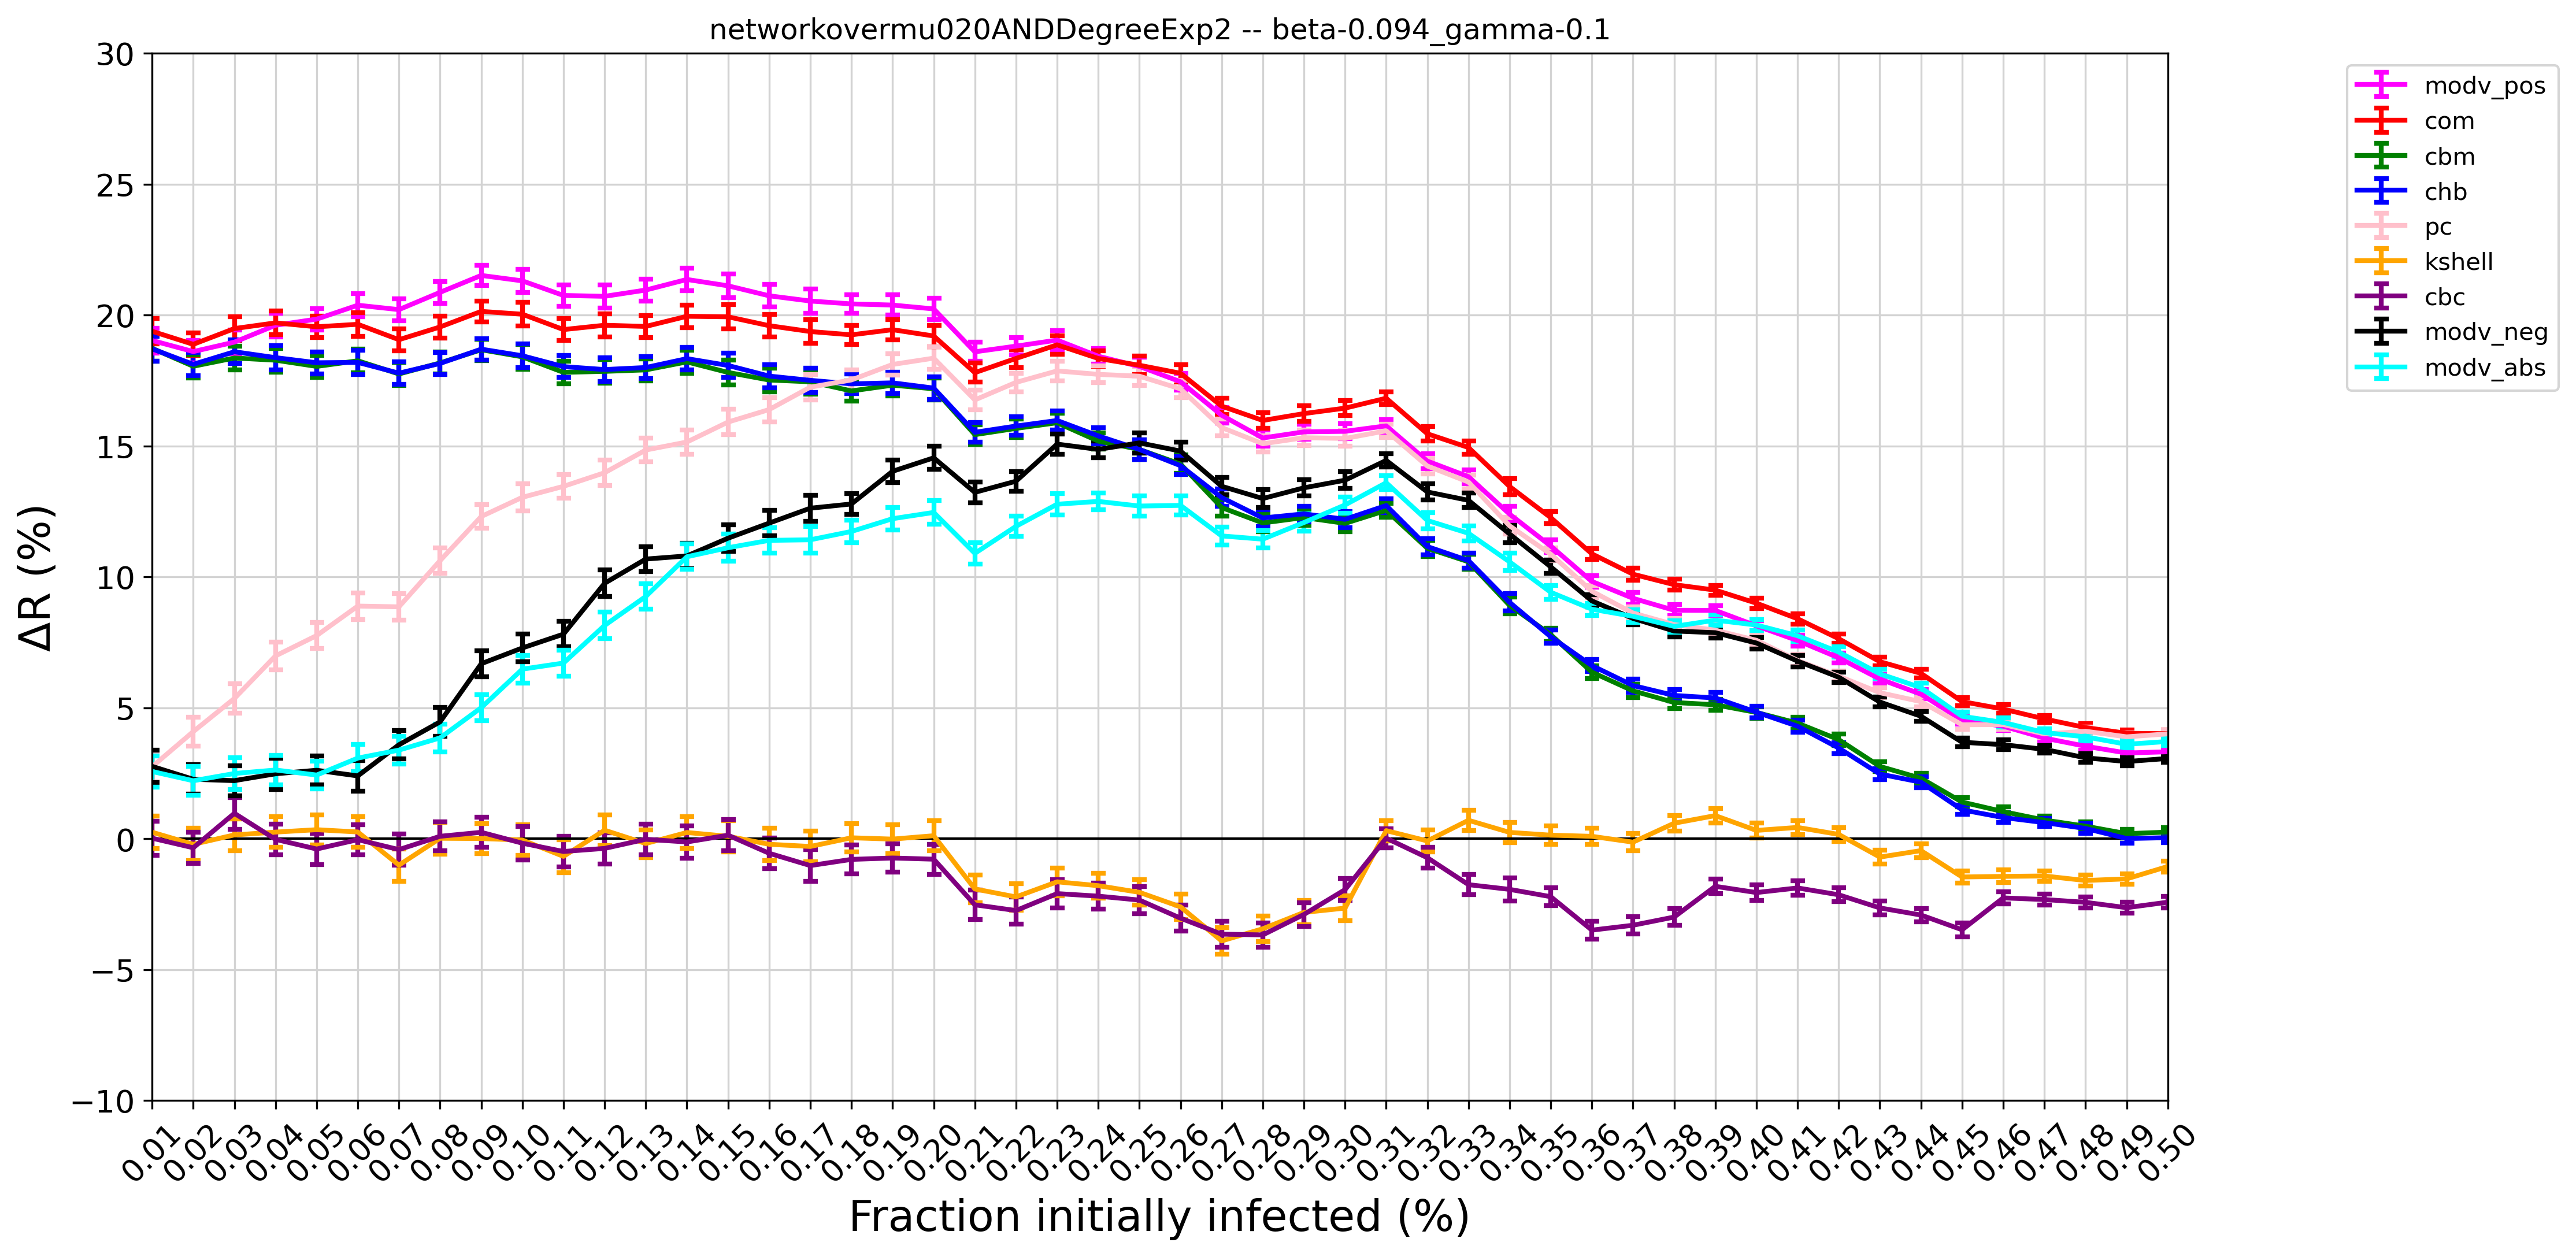 networkovermu020ANDDegreeExp2 -- beta-0.094_gamma-0.1
30
25
20
15
10
5
0
−5
−10
ΔR (%)
0.01 0.02 0.03 0.04 0.05 0.06 0.07 0.08 0.09 0.10 0.11 0.12 0.13 0.14 0.15 0.16 0.17 0.18 0.19 0.20 0.21 0.22 0.23 0.24 0.25 0.26 0.27 0.28 0.29 0.30 0.31 0.32 0.33 0.34 0.35 0.36 0.37 0.38 0.39 0.40 0.41 0.42 0.43 0.44 0.45 0.46 0.47 0.48 0.49 0.50
Fraction initially infected (%)
modv_pos
com
cbm
chb
pc
kshell
cbc
modv_neg
modv_abs